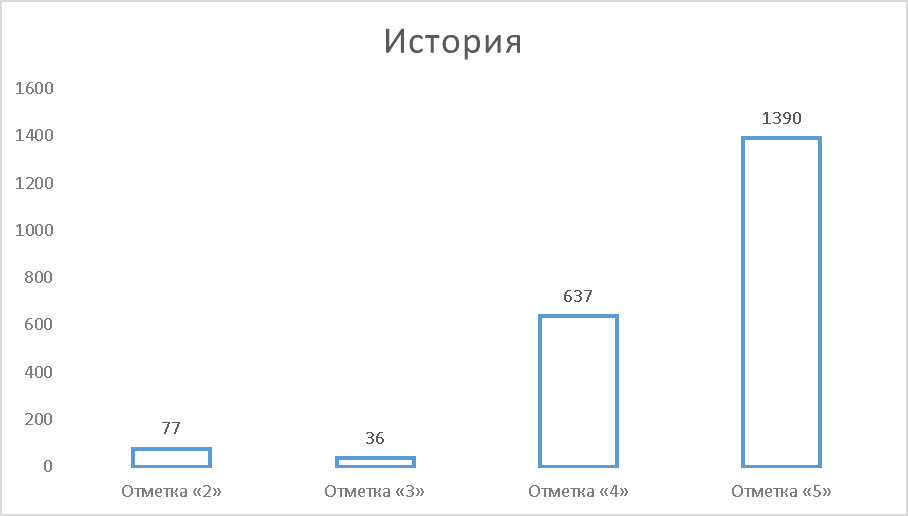 История
1600
1400
1200
1000
800
600
400
200
0
77
36
637
1390
Отметка «2»
Отметка «3»
Отметка «4»
Отметка «5»